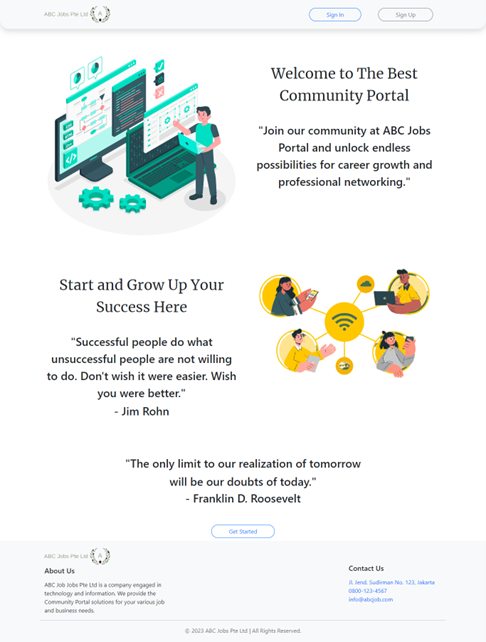 ABC Jobs Pte Ltd A
Sign In
Sign Up
Welcome to The Best
Community Portal
"Join our community at ABC Jobs
Portal and unlock endless
possibilities for career growth and
professional networking."
Start and Grow Up Your
Success Here
"Successful people do what
unsuccessful people are not willing
to do. Don't wish it were easier. Wish
you were better."
- Jim Rohn
"The only limit to our realization of tomorrow
will be our doubts of today."
- Franklin D. Roosevelt
Get Started
ABC Jobs Pte Ltd A
About Us
ABC Job Jobs Pte Ltd is a company engaged in
technology and information. We provide the
Community Portal solutions for your various job
and business needs.
Contact Us
Jl. Jend. Sudirman No. 123, Jakarta
0800-123-4567
info@abcjob.com
© 2023 ABC Jobs Pte Ltd | All Rights Reserved.